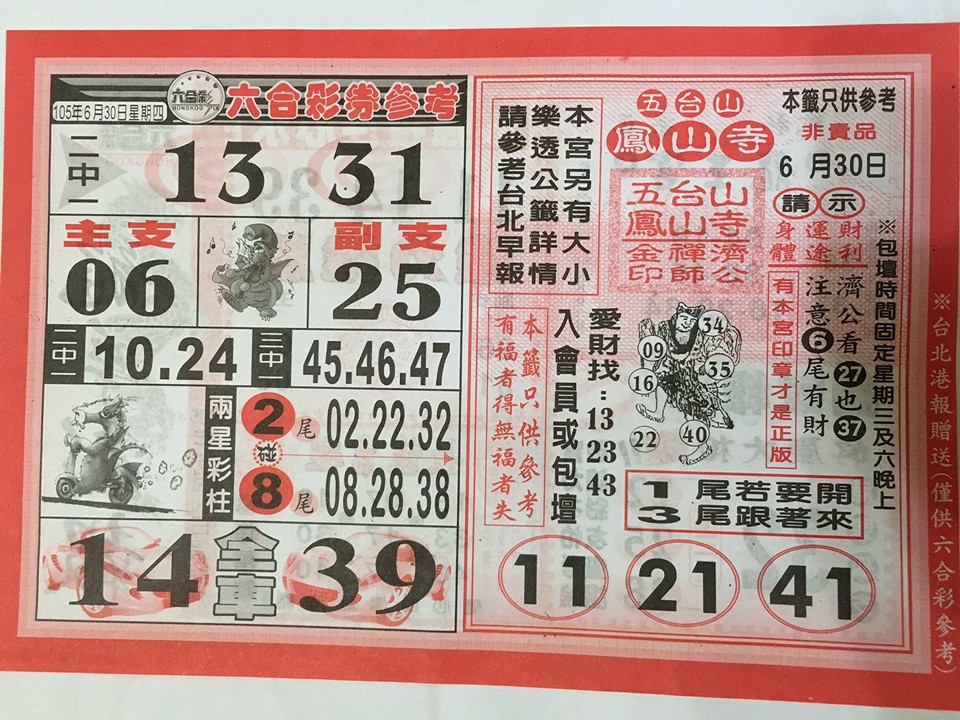 105年6月30日星期四
六合彩
HONGKOG
六合彩券參考
二中一
13 31
主支
06
副支
25
二中一
10.24
三中一
45.46.47
兩星彩柱
2尾
02.22.32
碰
8尾
08.28.38
14
全車
39
本籤只供參考
非賣品
6月30日
五台山
鳳山寺
本宮另有大小
樂透公籤詳情
請參考台北早報
五台山
鳳山寺
金禪濟
印師公
請示
財利
運途
身體
※包壇時間固定星期三及六晚上
濟公看27也37
注意6尾有財
有本宮印章才是正版
34
09
35
16
22
40
愛財找:13 23 43
入會員或包壇
本籤只供參考
有福者得無福者失
1尾若要開
3尾跟著來
11 21 41
※台北港報贈送(僅供六合彩參考)